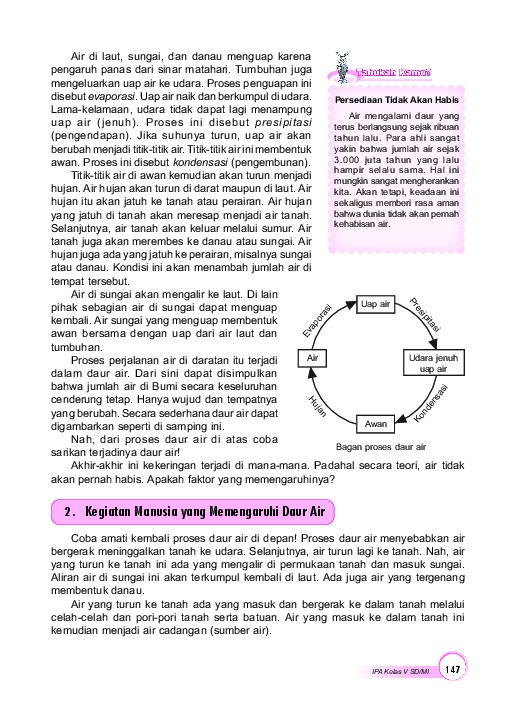 Air di laut, sungai, dan danau menguap karena
pengaruh panas dari sinar matahari. Tumbuhan juga
mengeluarkan uap air ke udara. Proses penguapan ini
disebut evaporasi. Uap air naik dan berkumpul di udara.
Lama-kelamaan, udara tidak dapat lagi menampung
uap air (jenuh). Proses ini disebut presipitasi
(pengendapan). Jika suhunya turun, uap air akan
berubah menjadi titik-titik air. Titik-titik air ini membentuk
awan. Proses ini disebut kondensasi (pengembunan).
Titik-titik air di awan kemudian akan turun menjadi
hujan. Air hujan akan turun di darat maupun di laut. Air
hujan itu akan jatuh ke tanah atau perairan. Air hujan
yang jatuh di tanah akan meresap menjadi air tanah.
Selanjutnya, air tanah akan keluar melalui sumur. Air
tanah juga akan merembes ke danau atau sungai. Air
hujan juga ada yang jatuh ke perairan, misalnya sungai
atau danau. Kondisi ini akan menambah jumlah air di
tempat tersebut.
Air di sungai akan mengalir ke laut. Di lain
pihak sebagian air di sungai dapat menguap
kembali. Air sungai yang menguap membentuk
awan bersama dengan uap dari air laut dan
tumbuhan.
Proses perjalanan air di daratan itu terjadi
dalam daur air. Dari sini dapat disimpulkan
bahwa jumlah air di Bumi secara keseluruhan
cenderung tetap. Hanya wujud dan tempatnya
yang berubah. Secara sederhana daur air dapat
digambarkan seperti di samping ini.
Nah, dari proses daur air di atas coba
sarikan terjadinya daur air!
Tahukah Kamu?
Persediaan Tidak Akan Habis
Air mengalami daur yang
terus berlangsung sejak ribuan
tahun lalu. Para ahli sangat
yakin bahwa jumlah air sejak
3.000 juta tahun yang lalu
hampir selalu sama. Hal ini
mungkin sangat mengherankan
kita. Akan tetapi, keadaan ini
sekaligus memberi rasa aman
bahwa dunia tidak akan pernah
kehabisan air.
Uap air
Presipitasi
Udara jenuh
uap air
Kondensasi
Awan
Hujan
Air
Evaporasi
Bagan proses daur air
Akhir-akhir ini kekeringan terjadi di mana-mana. Padahal secara teori, air tidak
akan pernah habis. Apakah faktor yang memengaruhinya?
2. Kegiatan Manusia yang Memengaruhi Daur Air
Coba amati kembali proses daur air di depan! Proses daur air menyebabkan air
bergerak meninggalkan tanah ke udara. Selanjutnya, air turun lagi ke tanah. Nah, air
yang turun ke tanah ini ada yang mengalir di permukaan tanah dan masuk sungai.
Aliran air di sungai ini akan terkumpul kembali di laut. Ada juga air yang tergenang
membentuk danau.
Air yang turun ke tanah ada yang masuk dan bergerak ke dalam tanah melalui
celah-celah dan pori-pori tanah serta batuan. Air yang masuk ke dalam tanah ini
kemudian menjadi air cadangan (sumber air).
IPA Kelas V SD/MI
147